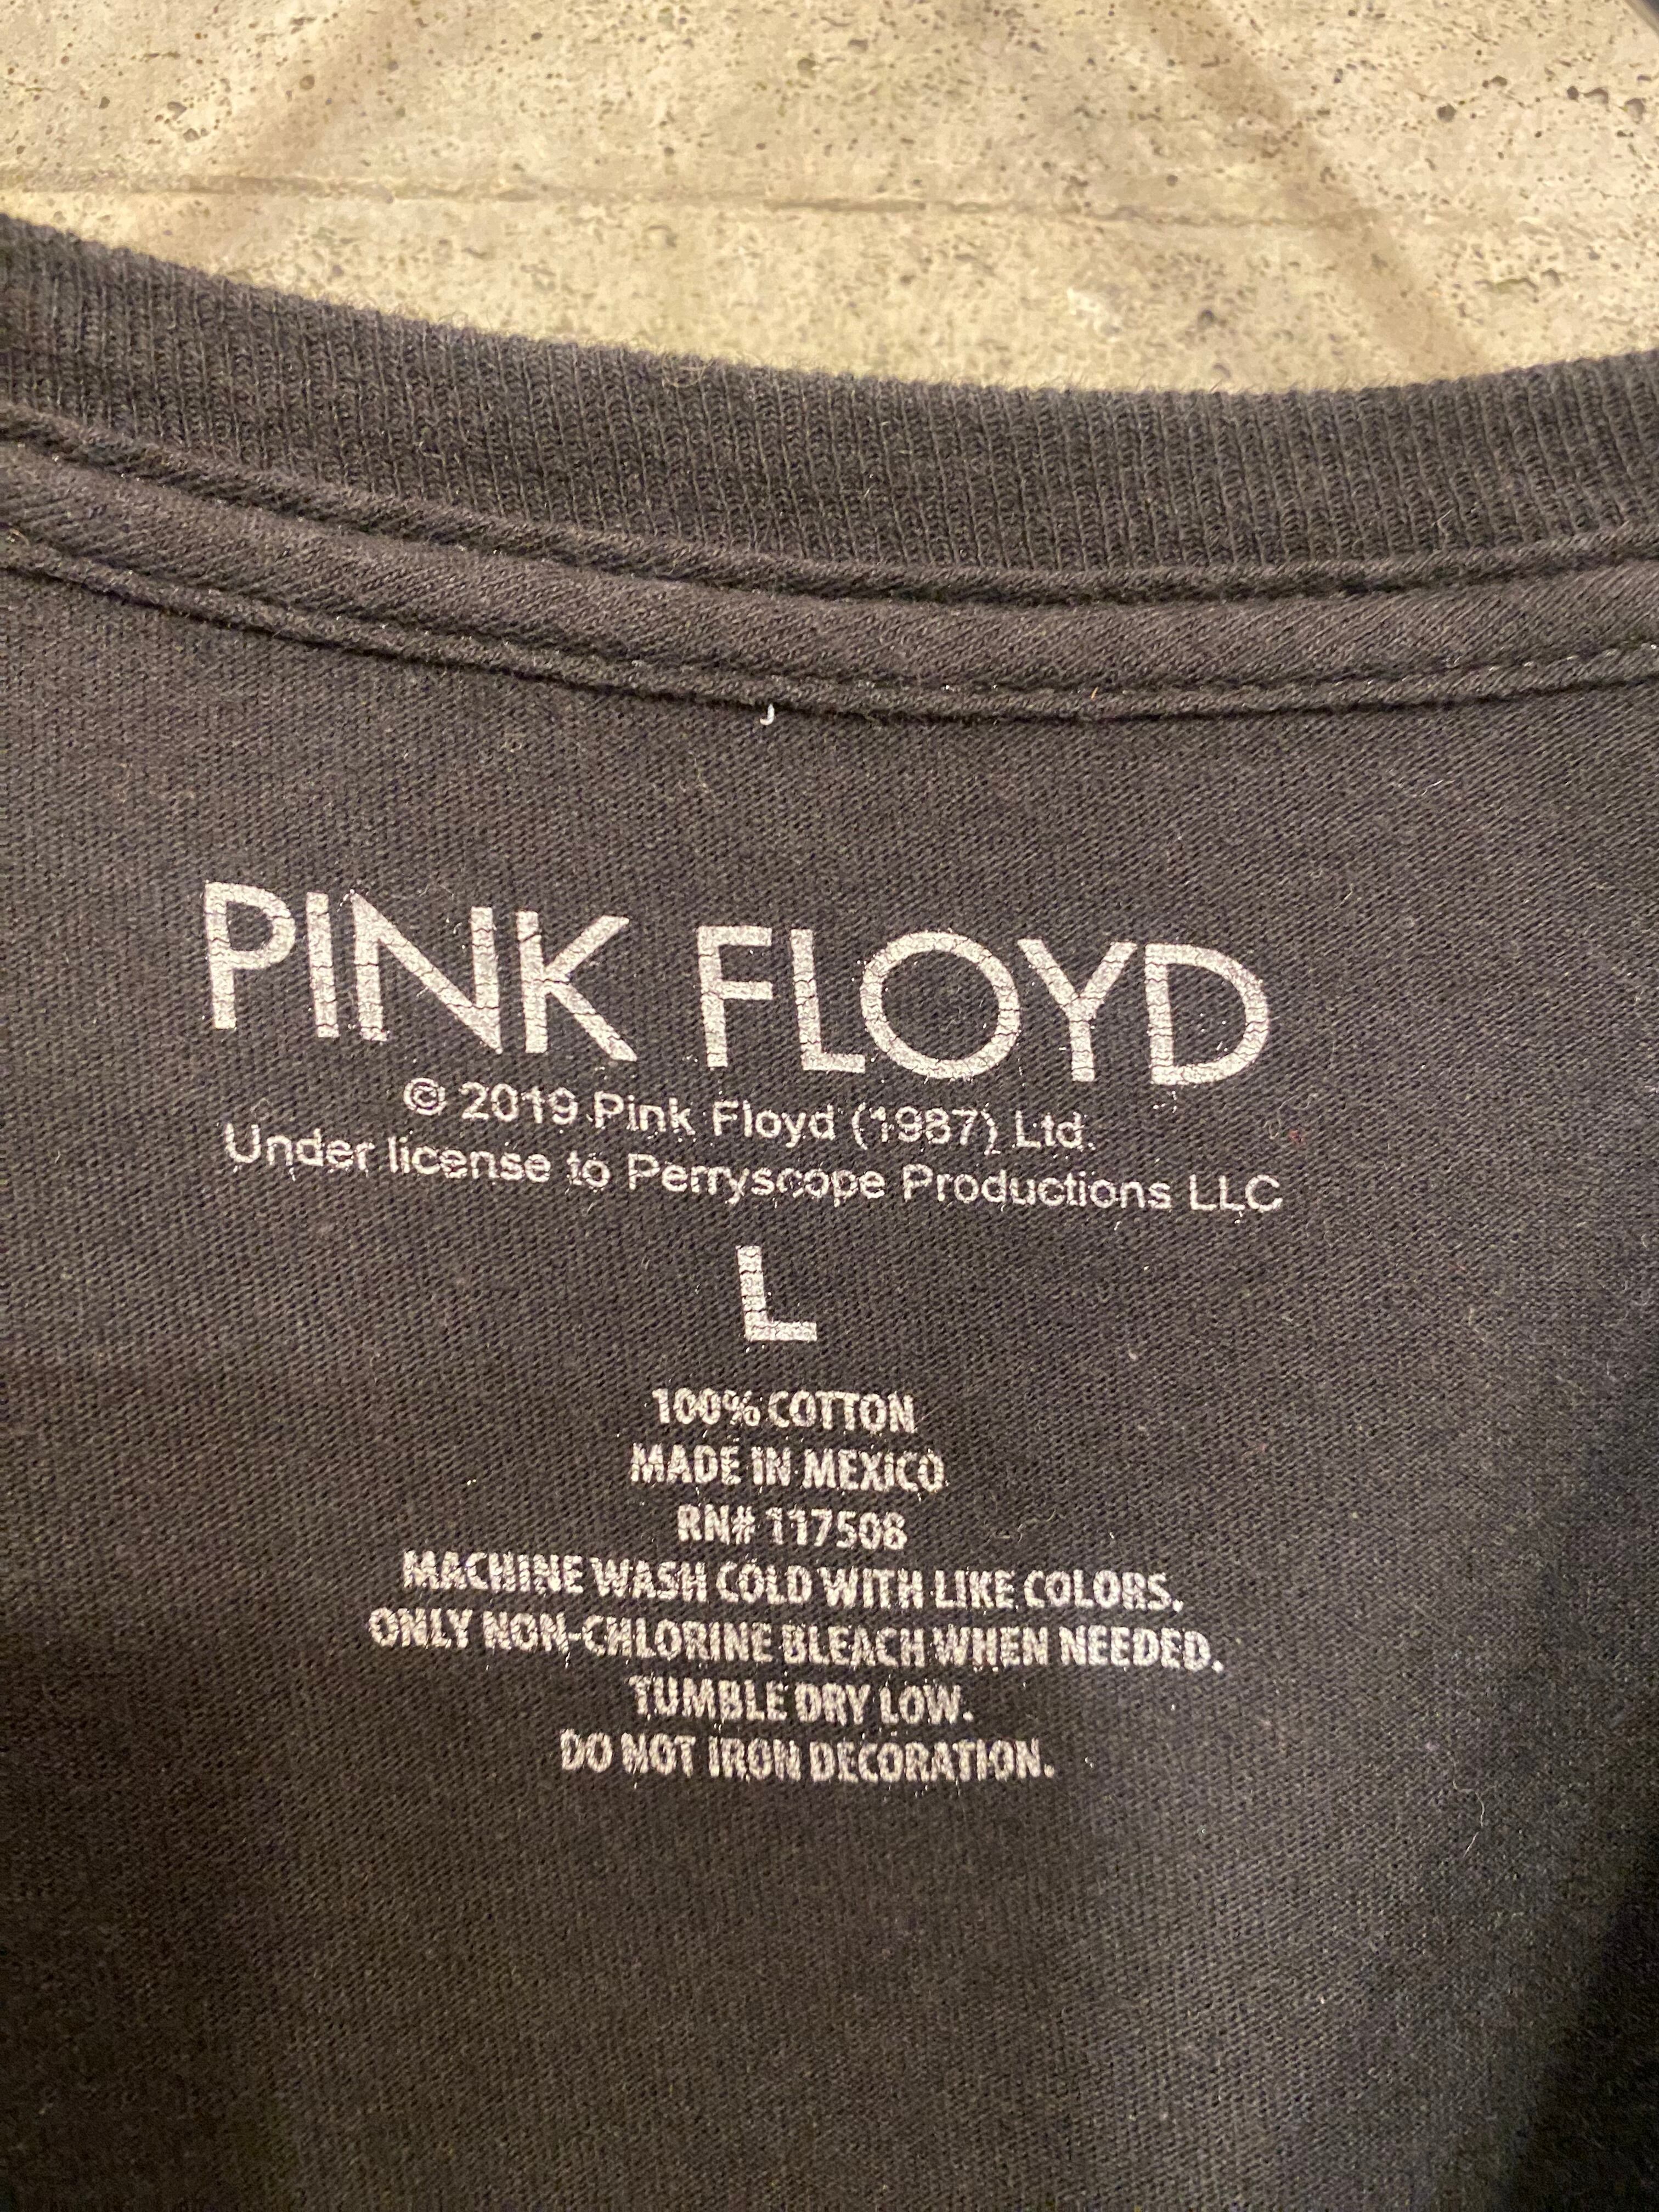 PINK FLOYD
© 2019 Pink Floyd (1987) Ltd.
Under license to Perryscope Productions LLC
L
100% COTTON
MADE IN MEXICO
RN# 117508
MACHINE WASH COLD WITH LIKE COLORS.
ONLY NON-CHLORINE BLEACH WHEN NEEDED.
TUMBLE DRY LOW.
DO NOT IRON DECORATION.